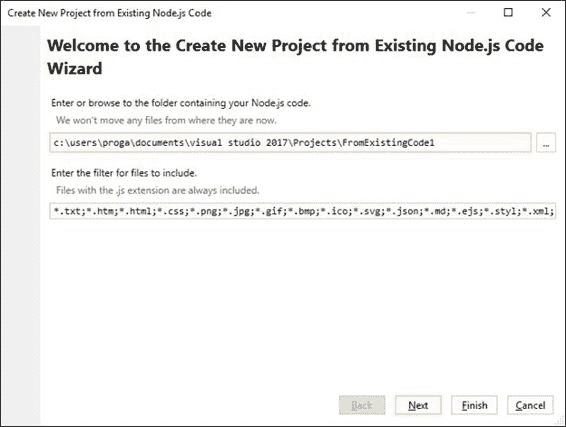 Create New Project from Existing Node.js Code
Welcome to the Create New Project from Existing Node.js Code
Wizard
Enter or browse to the folder containing your Node.js code.
We won't move any files from where they are now.
c:\users\proga\documents\visual studio 2017\Projects\FromExistingCode1
...
Enter the filter for files to include.
Files with the .js extension are always included.
*.txt;*.htm;*.html;*.css;*.png;*.jpg;*.gif;*.bmp;*.ico;*.svg;*.json;*.md;*.ejs;*.styl;*.xml;
Back Next Finish Cancel